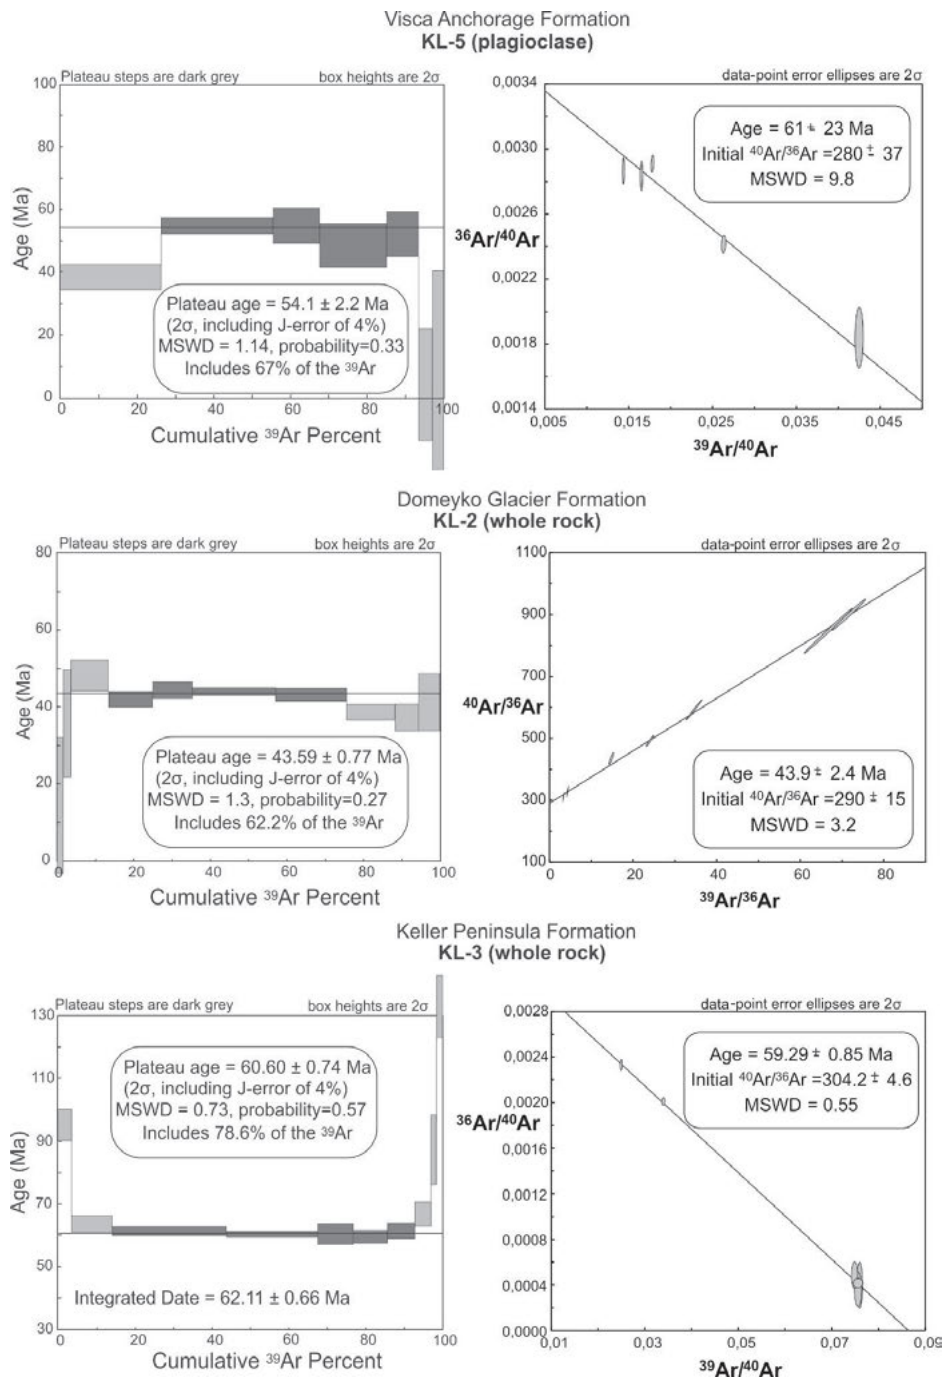 Visca Anchorage Formation
KL-5 (plagioclase)
Plateau steps are dark grey
box heights are 2σ
100
80
60
40
20
0
Age (Ma)
Plateau age = 54.1 ± 2.2 Ma
(2σ, including J-error of 4%)
MSWD = 1.14, probability=0.33
Includes 67% of the ³⁹Ar
0 20 40 60 80 100
Cumulative ³⁹Ar Percent
data-point error ellipses are 2σ
0,0034
0,0030
0,0026
³⁶Ar/⁴⁰Ar
0,0022
0,0018
0,0014
Age = 61 ± 23 Ma
Initial ⁴⁰Ar/³⁶Ar =280 ± 37
MSWD = 9.8
0,005 0,015 0,025 0,035 0,045
³⁹Ar/⁴⁰Ar
Domeyko Glacier Formation
KL-2 (whole rock)
Plateau steps are dark grey
box heights are 2σ
80
60
40
20
0
Age (Ma)
Plateau age = 43.59 ± 0.77 Ma
(2σ, including J-error of 4%)
MSWD = 1.3, probability=0.27
Includes 62.2% of the ³⁹Ar
0 20 40 60 80 100
Cumulative ³⁹Ar Percent
data-point error ellipses are 2σ
1100
900
700
⁴⁰Ar/³⁶Ar
500
300
100
Age = 43.9 ± 2.4 Ma
Initial ⁴⁰Ar/³⁶Ar =290 ± 15
MSWD = 3.2
0 20 40 60 80
³⁹Ar/³⁶Ar
Keller Peninsula Formation
KL-3 (whole rock)
Plateau steps are dark grey
box heights are 2σ
130
110
90
70
50
30
Age (Ma)
Plateau age = 60.60 ± 0.74 Ma
(2σ, including J-error of 4%)
MSWD = 0.73, probability=0.57
Includes 78.6% of the ³⁹Ar
Integrated Date = 62.11 ± 0.66 Ma
0 20 40 60 80 100
Cumulative ³⁹Ar Percent
data-point error ellipses are 2σ
0,0028
0,0024
0,0020
³⁶Ar/⁴⁰Ar
0,0016
0,0012
0,0008
0,0004
0,0000
Age = 59.29 ± 0.85 Ma
Initial ⁴⁰Ar/³⁶Ar =304.2 ± 4.6
MSWD = 0.55
0,01 0,03 0,05 0,07 0,09
³⁹Ar/⁴⁰Ar